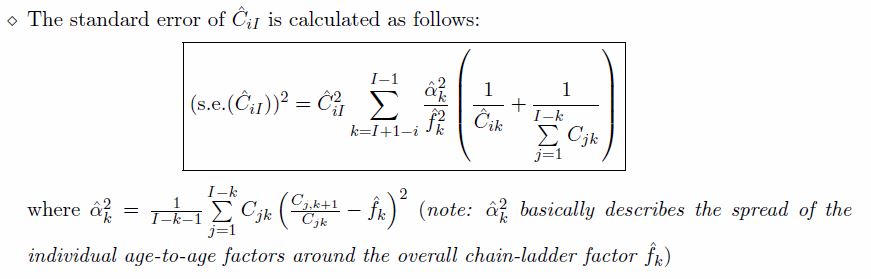 ⋄ The standard error of $\hat{C}_{iI}$ is calculated as follows:
$(\text{s.e.}(\hat{C}_{iI}))^2 = \hat{C}_{iI}^2 \sum_{k=I+1-i}^{I-1} \frac{\hat{\alpha}_k^2}{\hat{f}_k^2} \left( \frac{1}{\hat{C}_{ik}} + \frac{1}{\sum_{j=1}^{I-k} C_{jk}} \right)$
where $\hat{\alpha}_k^2 = \frac{1}{I-k-1} \sum_{j=1}^{I-k} C_{jk} \left( \frac{C_{j,k+1}}{C_{jk}} - \hat{f}_k \right)^2$ (note: $\hat{\alpha}_k^2$ basically describes the spread of the
individual age-to-age factors around the overall chain-ladder factor $\hat{f}_k$)